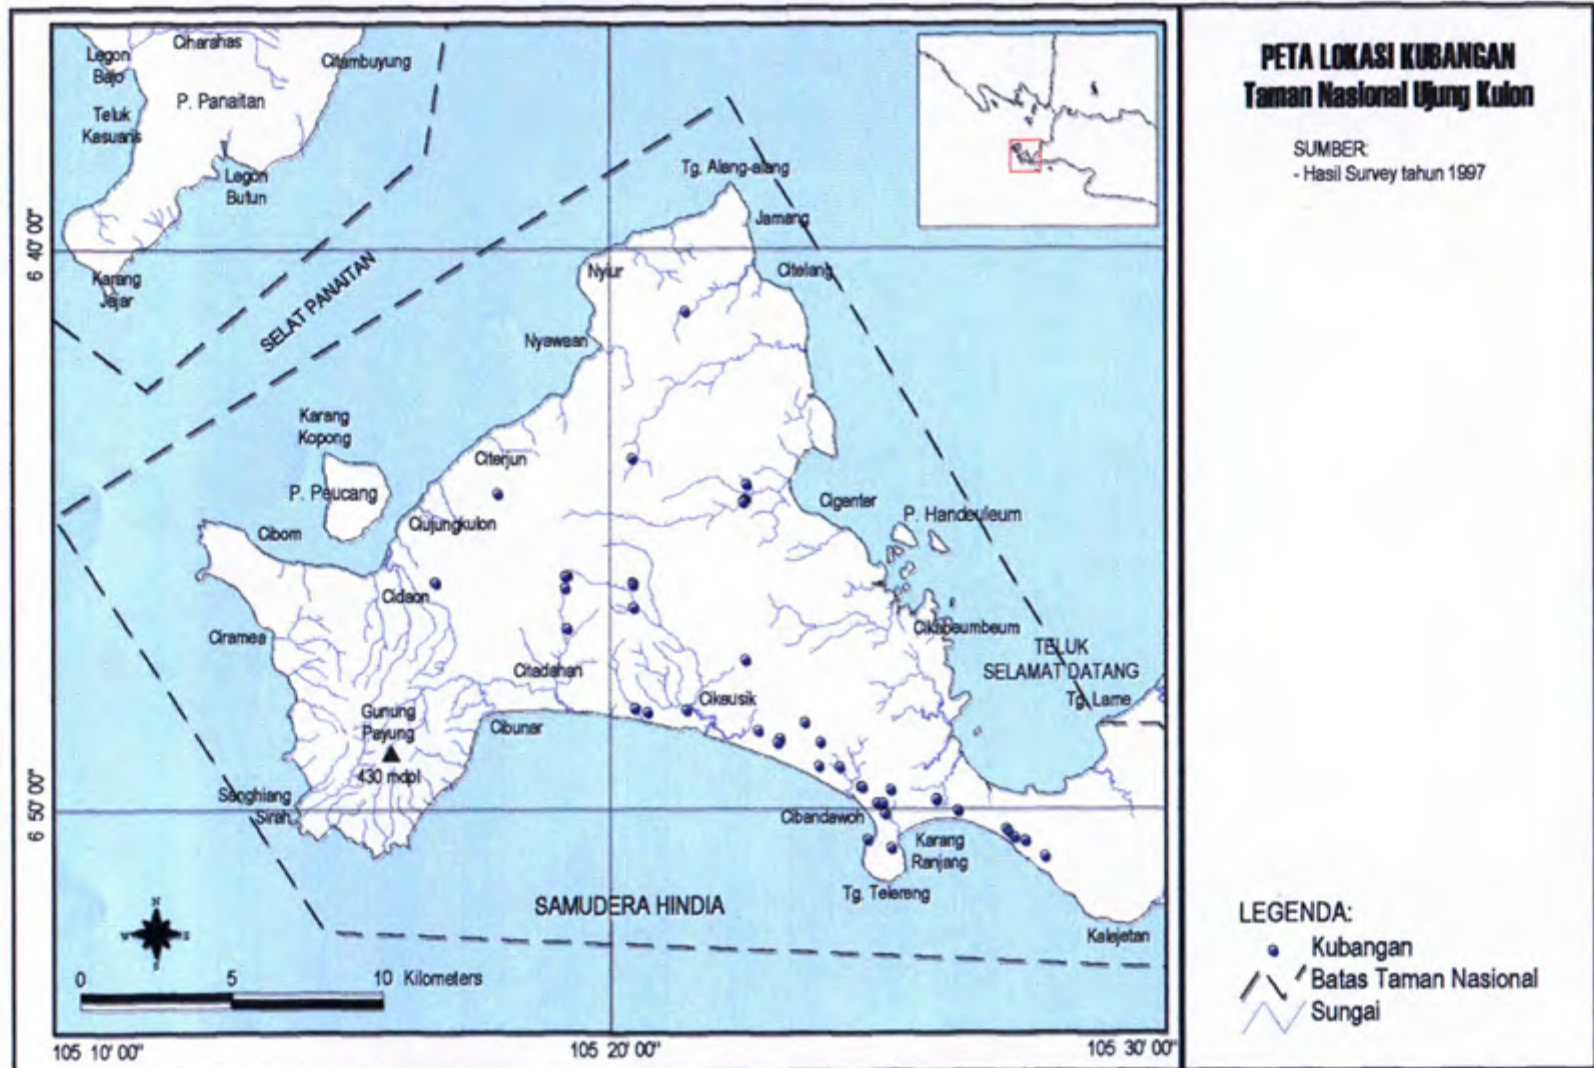 PETA LOKASI KUBANGAN
Taman Nasional Ujung Kulon
SUMBER:
- Hasil Survey tahun 1997
Legon
Bajo
Ciharahas
Citambuyung
P. Panaitan
Teluk
Kasuaris
Legon
Butun
Karang
Jajar
SELAT PANAITAN
Tg. Alang-alang
Jamang
Nyiur
Citelang
Nyawaan
Karang
Kopong
P. Peucang
Citerjun
Ciujungkulon
Cibom
Cigenter
P. Handeuleum
Cidaon
Ciramea
Cikabeumbeum
TELUK
SELAMAT DATANG
Tg. Lame
Citadahan
Cikeusik
Gunung
Payung
430 mdpl
Cibunar
Sanghiang
Sirah
Cibandawoh
Karang
Ranjang
Tg. Telereng
SAMUDERA HINDIA
Kalejetan
N
W
E
S
0 5 10 Kilometers
6 40' 00"
6 50' 00"
105 10' 00"
105 20' 00"
105 30' 00"
LEGENDA:
Kubangan
Batas Taman Nasional
Sungai